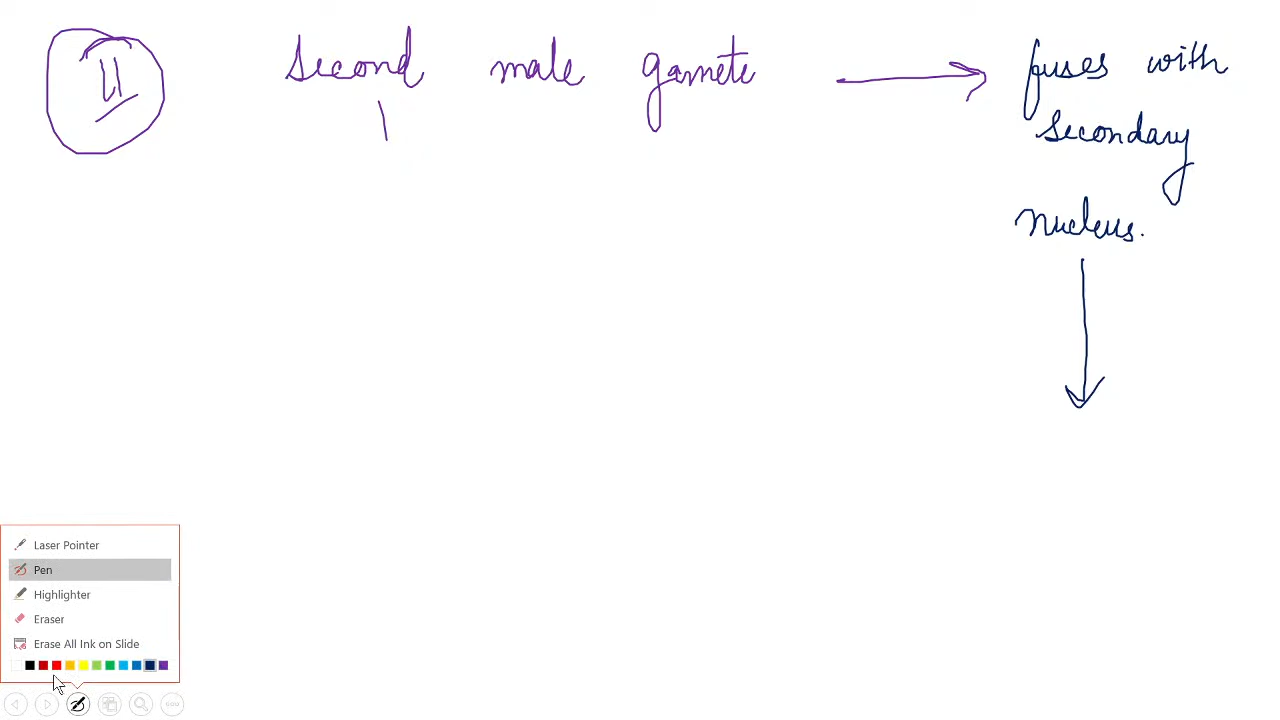 II Second male gamete fuses with
secondary
nucleus.
Laser Pointer
Pen
Highlighter
Eraser
Erase All Ink on Slide